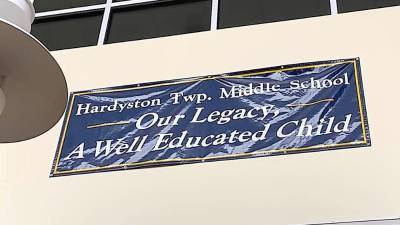 Hardyston Twp. Middle School
Our Legacy,
A Well Educated Child